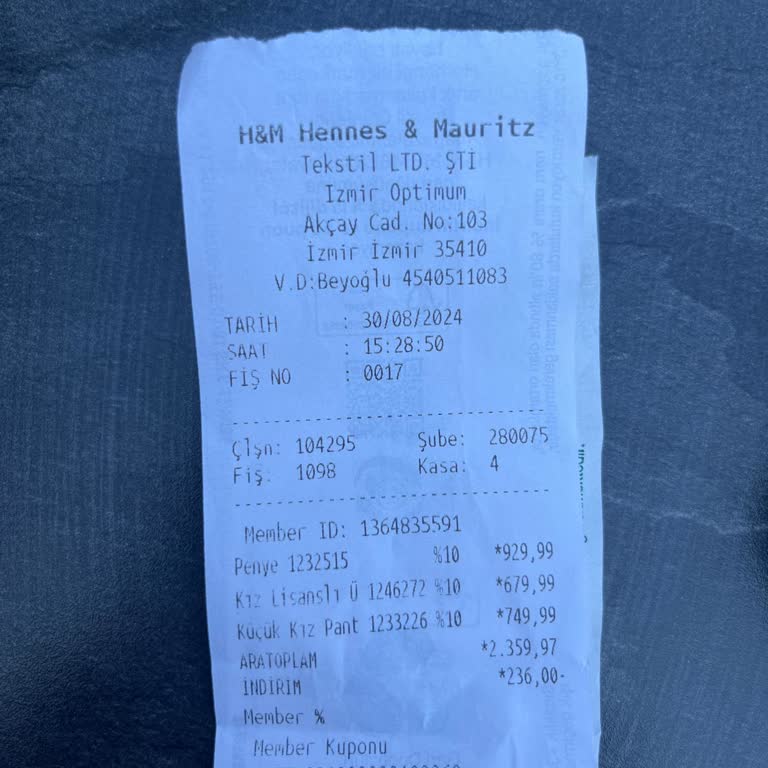 H&M Hennes & Mauritz
Tekstil LTD. ŞTİ
Izmir Optimum
Akçay Cad. No:103
İzmir İzmir 35410
V.D:Beyoğlu 4540511083
TARİH : 30/08/2024
SAAT : 15:28:50
FİŞ NO : 0017
Çlşn: 104295 Şube: 280075
Fiş: 1098 Kasa: 4
Member ID: 1364835591
Penye 1232515 %10 *929,99
Kız Lisanslı Ü 1246272 %10 *679,99
Küçük Kız Pant 1233226 %10 *749,99
ARATOPLAM *2.359,97
İNDİRİM *236,00-
Member %
Member Kuponu